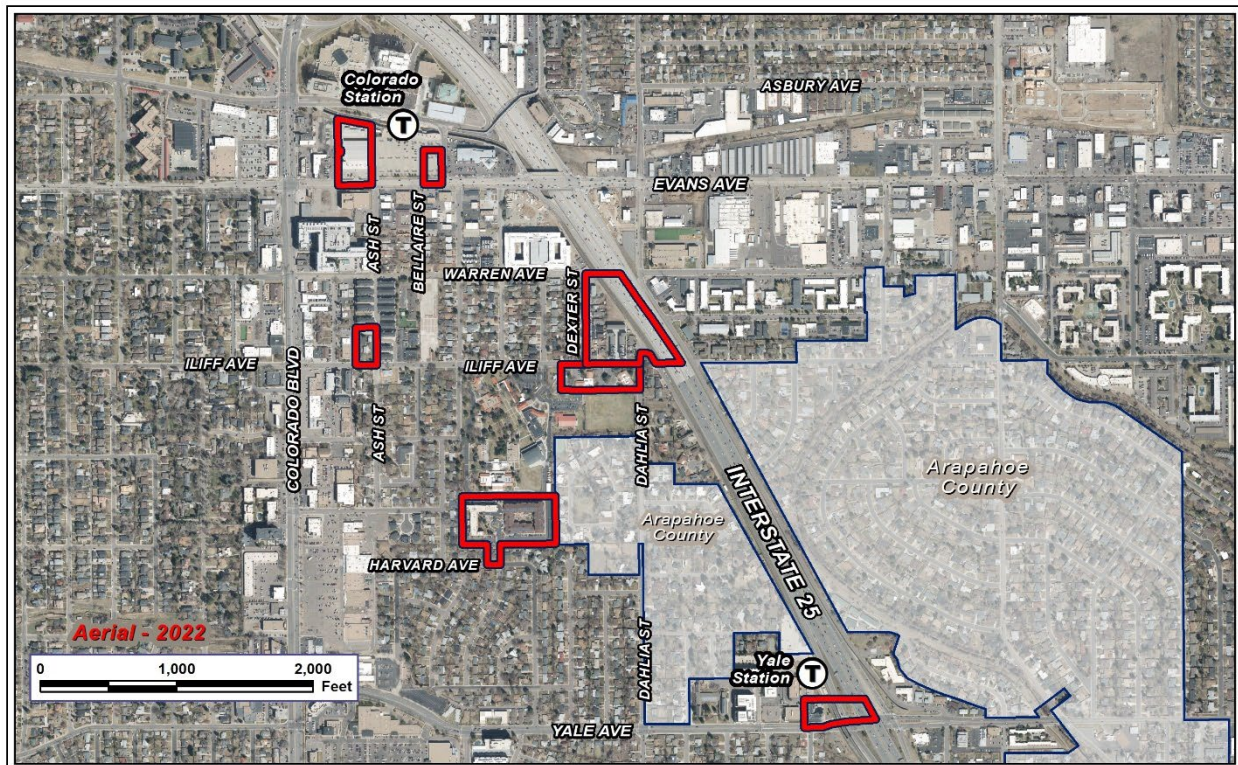 Colorado
Station
T
ASBURY AVE
EVANS AVE
ASH ST
BELLAIRE ST
WARREN AVE
DEXTER ST
ILIFF AVE
ILIFF AVE
COLORADO BLVD
ASH ST
DAHLIA ST
INTERSTATE 25
Arapahoe
County
Arapahoe
County
HARVARD AVE
Aerial - 2022
0 1,000 2,000
Feet
DAHLIA ST
Yale
Station
T
YALE AVE